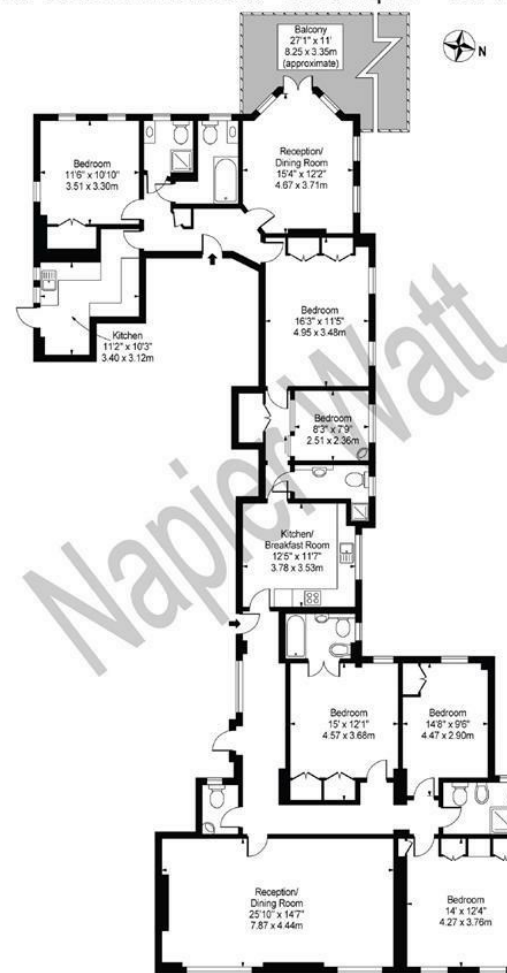 Balcony
27'1" x 11'
8.25 x 3.35m
(approximate)
N
Bedroom
11'6" x 10'10"
3.51 x 3.30m
Reception/
Dining Room
15'4" x 12'2"
4.67 x 3.71m
Kitchen
11'2" x 10'3"
3.40 x 3.12m
Bedroom
16'3" x 11'5"
4.95 x 3.48m
Bedroom
8'3" x 7'9"
2.51 x 2.36m
Napier Watt
Kitchen/
Breakfast Room
12'5" x 11'7"
3.78 x 3.53m
Bedroom
15' x 12'1"
4.57 x 3.68m
Bedroom
14'8" x 9'6"
4.47 x 2.90m
Reception/
Dining Room
25'10" x 14'7"
7.87 x 4.44m
Bedroom
14' x 12'4"
4.27 x 3.76m